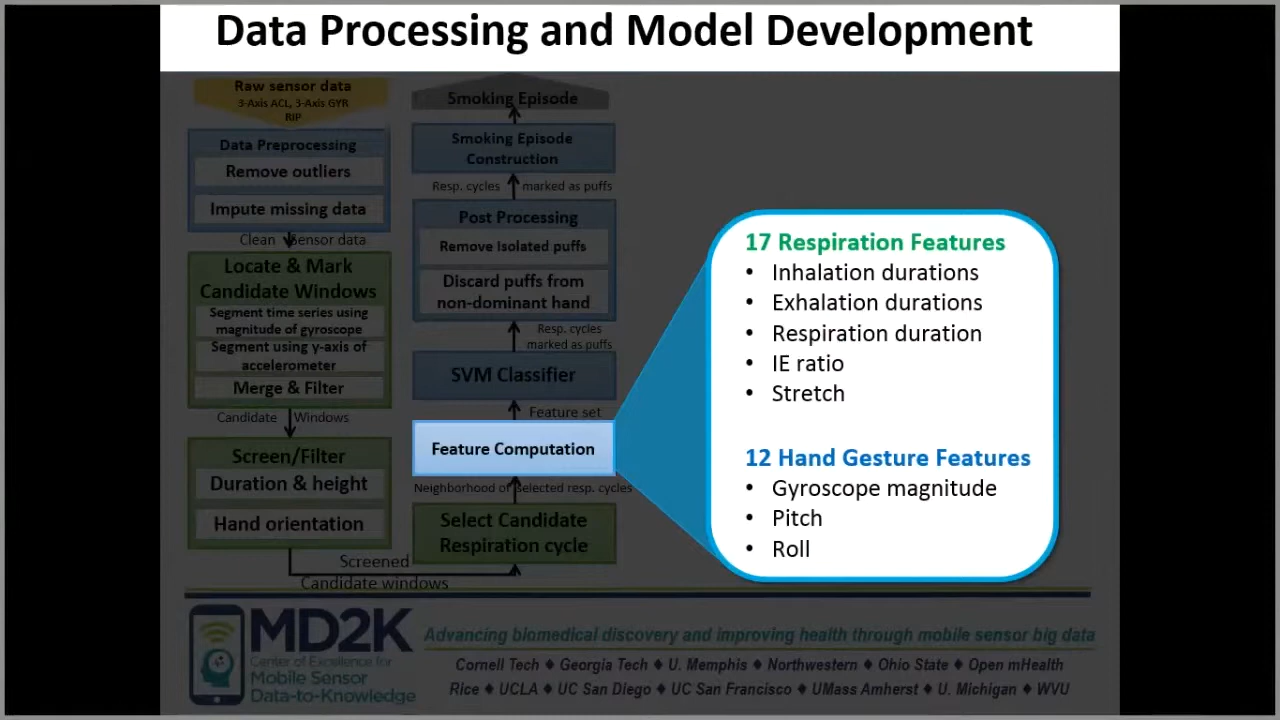 Data Processing and Model Development
Raw sensor data
3-Axis ACL, 3-Axis GYR
RIP
Data Preprocessing
Remove outliers
Impute missing data
Clean Sensor data
Locate & Mark
Candidate Windows
Segment time series using
magnitude of gyroscope
Segment using y-axis of
accelerometer
Merge & Filter
Candidate Windows
Screen/Filter
Duration & height
Hand orientation
Screened
Candidate windows
Smoking Episode
Smoking Episode
Construction
Resp. cycles marked as puffs
Post Processing
Remove isolated puffs
Discard puffs from
non-dominant hand
Resp. cycles
marked as puffs
SVM Classifier
Feature set
Feature Computation
Neighborhood of selected resp. cycles
Select Candidate
Respiration cycle
17 Respiration Features
• Inhalation durations
• Exhalation durations
• Respiration duration
• IE ratio
• Stretch
12 Hand Gesture Features
• Gyroscope magnitude
• Pitch
• Roll
MD2K
Center of Excellence for
Mobile Sensor
Data-to-Knowledge
Advancing biomedical discovery and improving health through mobile sensor big data
Cornell Tech ♦ Georgia Tech ♦ U. Memphis ♦ Northwestern ♦ Ohio State ♦ Open mHealth
Rice ♦ UCLA ♦ UC San Diego ♦ UC San Francisco ♦ UMass Amherst ♦ U. Michigan ♦ WVU